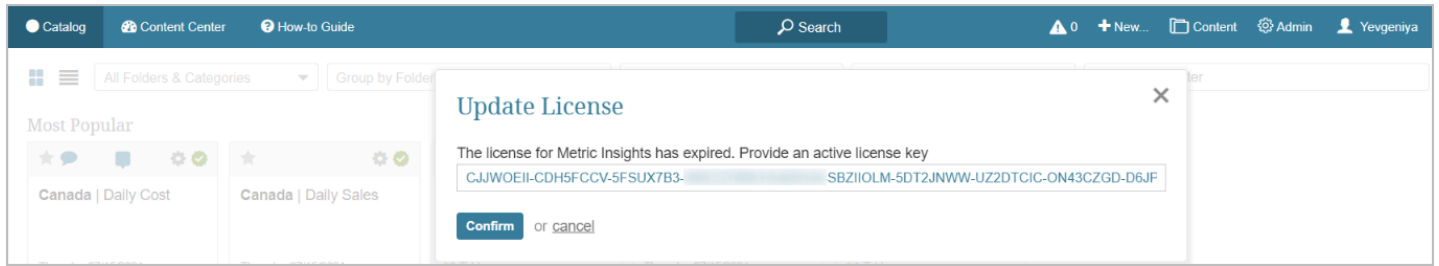 Catalog Content Center How-to Guide Search 0 New... Content Admin Yevgeniya
All Folders & Categories Group by Folder
Update License
Most Popular
The license for Metric Insights has expired. Provide an active license key
CJJWOEII-CDH5FCCV-5FSUX7B3- SBZIIOLM-5DT2JNWW-UZ2DTCIC-ON43CZGD-D6JF
Canada | Daily Cost Canada | Daily Sales
Confirm or cancel